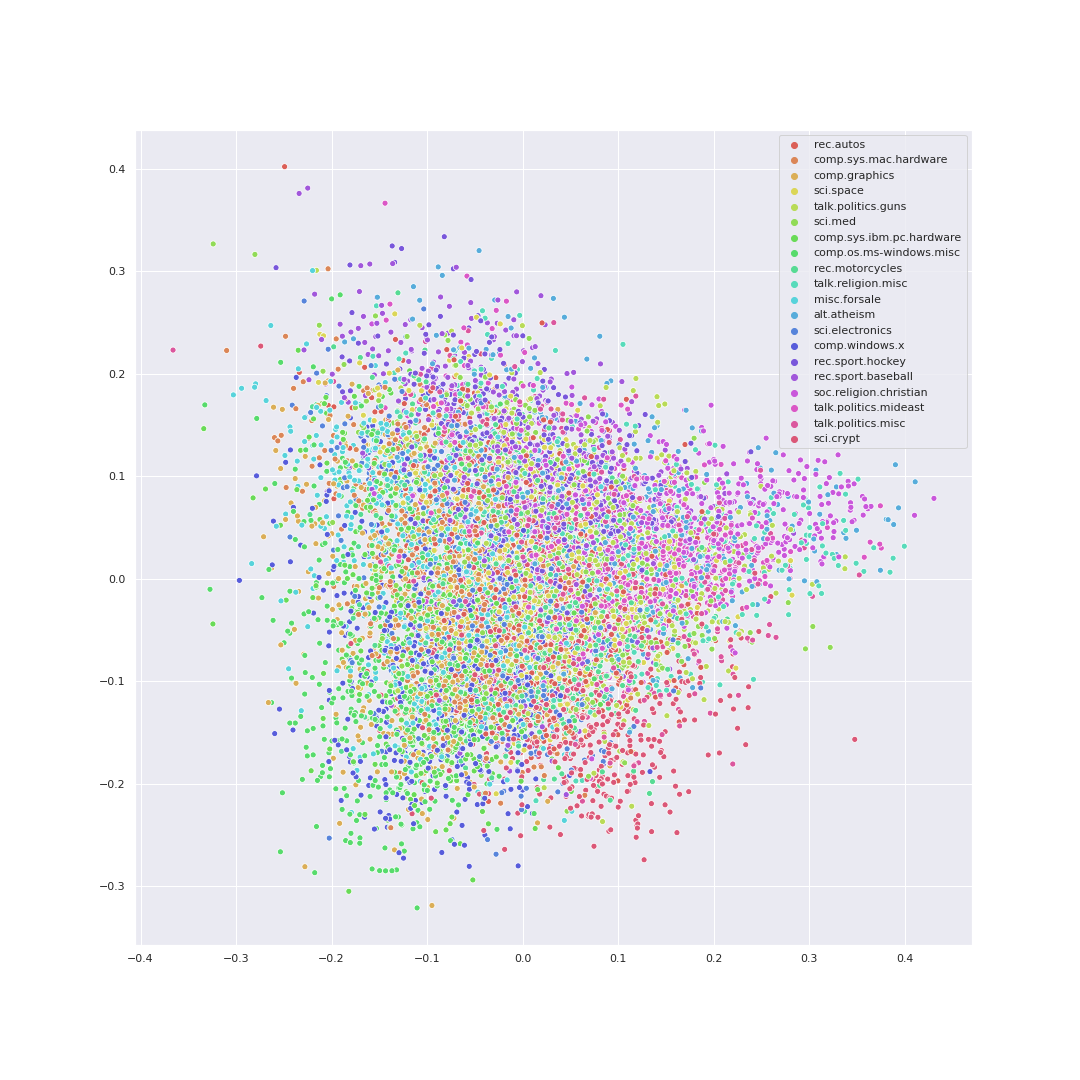 rec.autos
comp.sys.mac.hardware
comp.graphics
sci.space
talk.politics.guns
sci.med
comp.sys.ibm.pc.hardware
comp.os.ms-windows.misc
rec.motorcycles
talk.religion.misc
misc.forsale
alt.atheism
sci.electronics
comp.windows.x
rec.sport.hockey
rec.sport.baseball
soc.religion.christian
talk.politics.mideast
talk.politics.misc
sci.crypt
0.4
0.3
0.2
0.1
0.0
−0.1
−0.2
−0.3
−0.4 −0.3 −0.2 −0.1 0.0 0.1 0.2 0.3 0.4